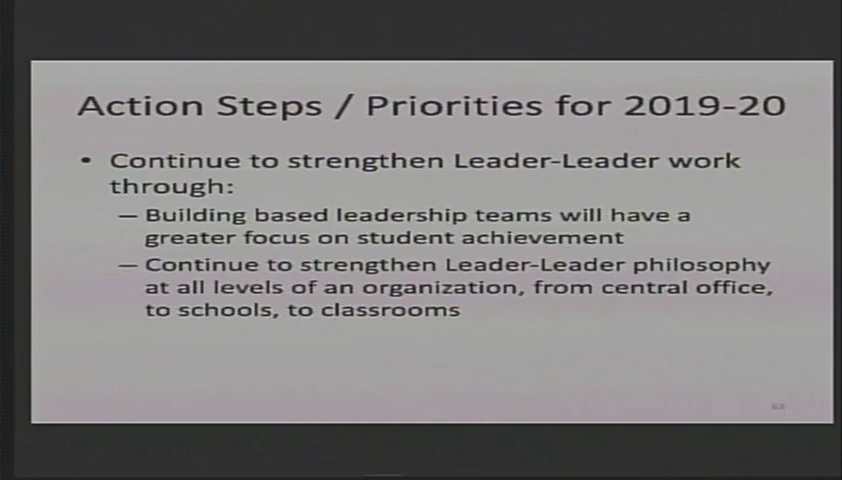 Action Steps / Priorities for 2019-20
• Continue to strengthen Leader-Leader work
through:
– Building based leadership teams will have a
greater focus on student achievement
– Continue to strengthen Leader-Leader philosophy
at all levels of an organization, from central office,
to schools, to classrooms